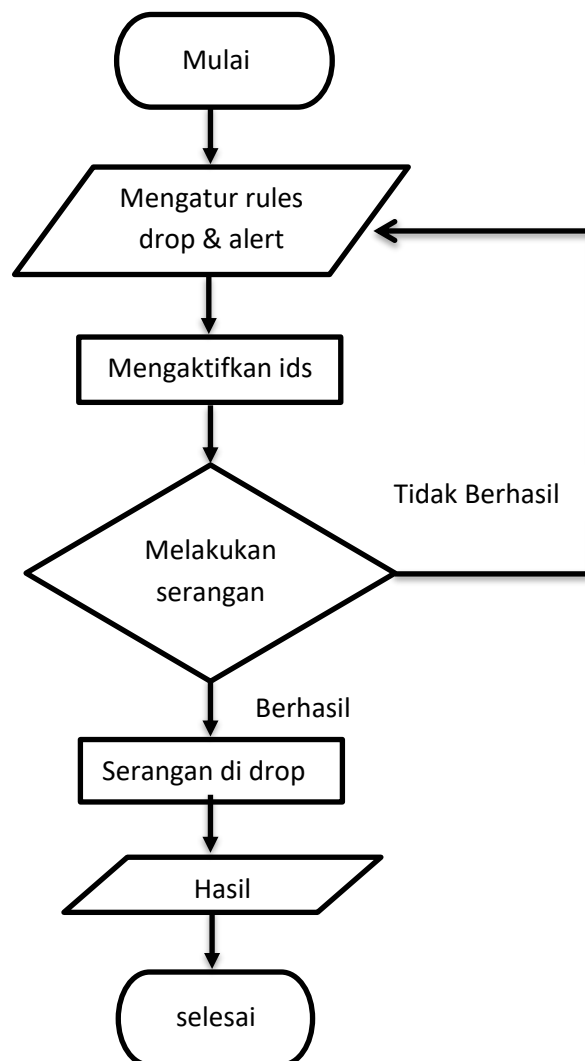 Mulai
Mengatur rules
drop & alert
Mengaktifkan ids
Tidak Berhasil
Melakukan
serangan
Berhasil
Serangan di drop
Hasil
selesai